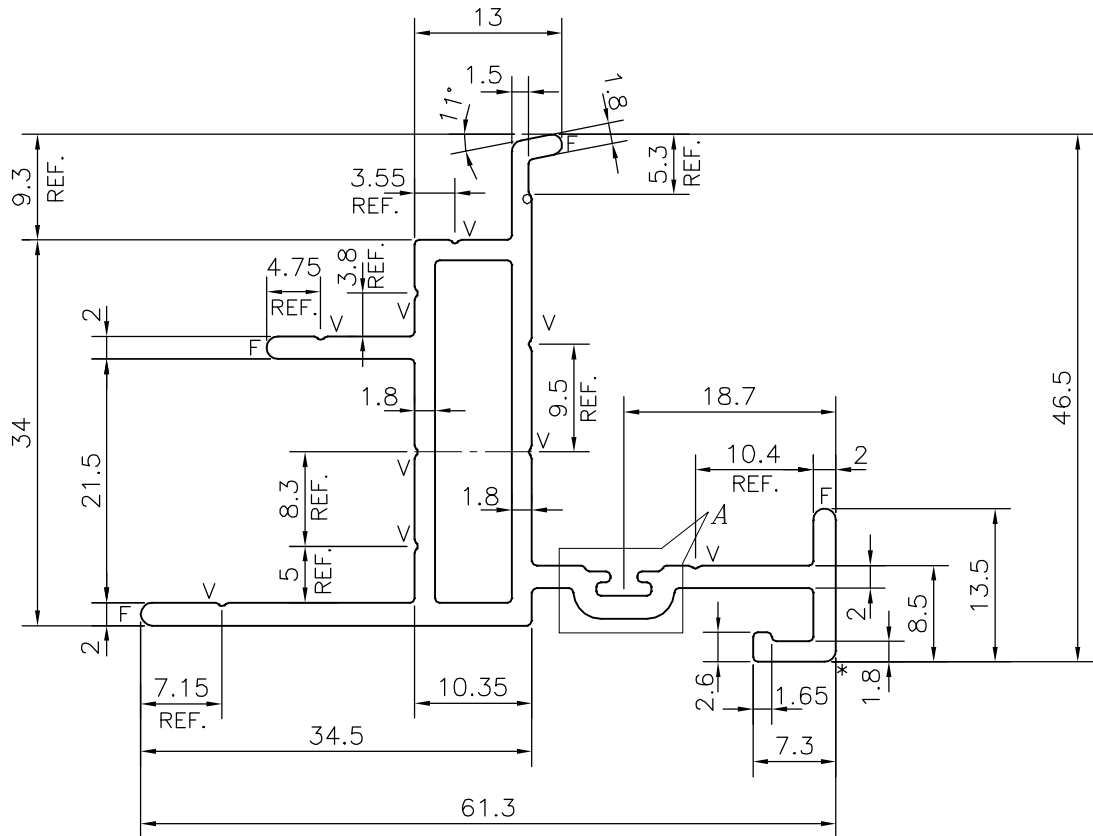 13
1.5
11°
1.8
F
9.3
REF.
5.3
REF.
3.55
REF.
V
3.8
REF.
4.75
REF.
V
V
2
F
V
9.5
REF.
46.5
18.7
1.8
34
21.5
V
V
10.4
REF.
2
8.3
REF.
F
1.8
A
V
5
REF.
V
V
F
2
2
8.5
13.5
7.15
REF.
10.35
2.6
1.65
1.8
*
34.5
7.3
61.3